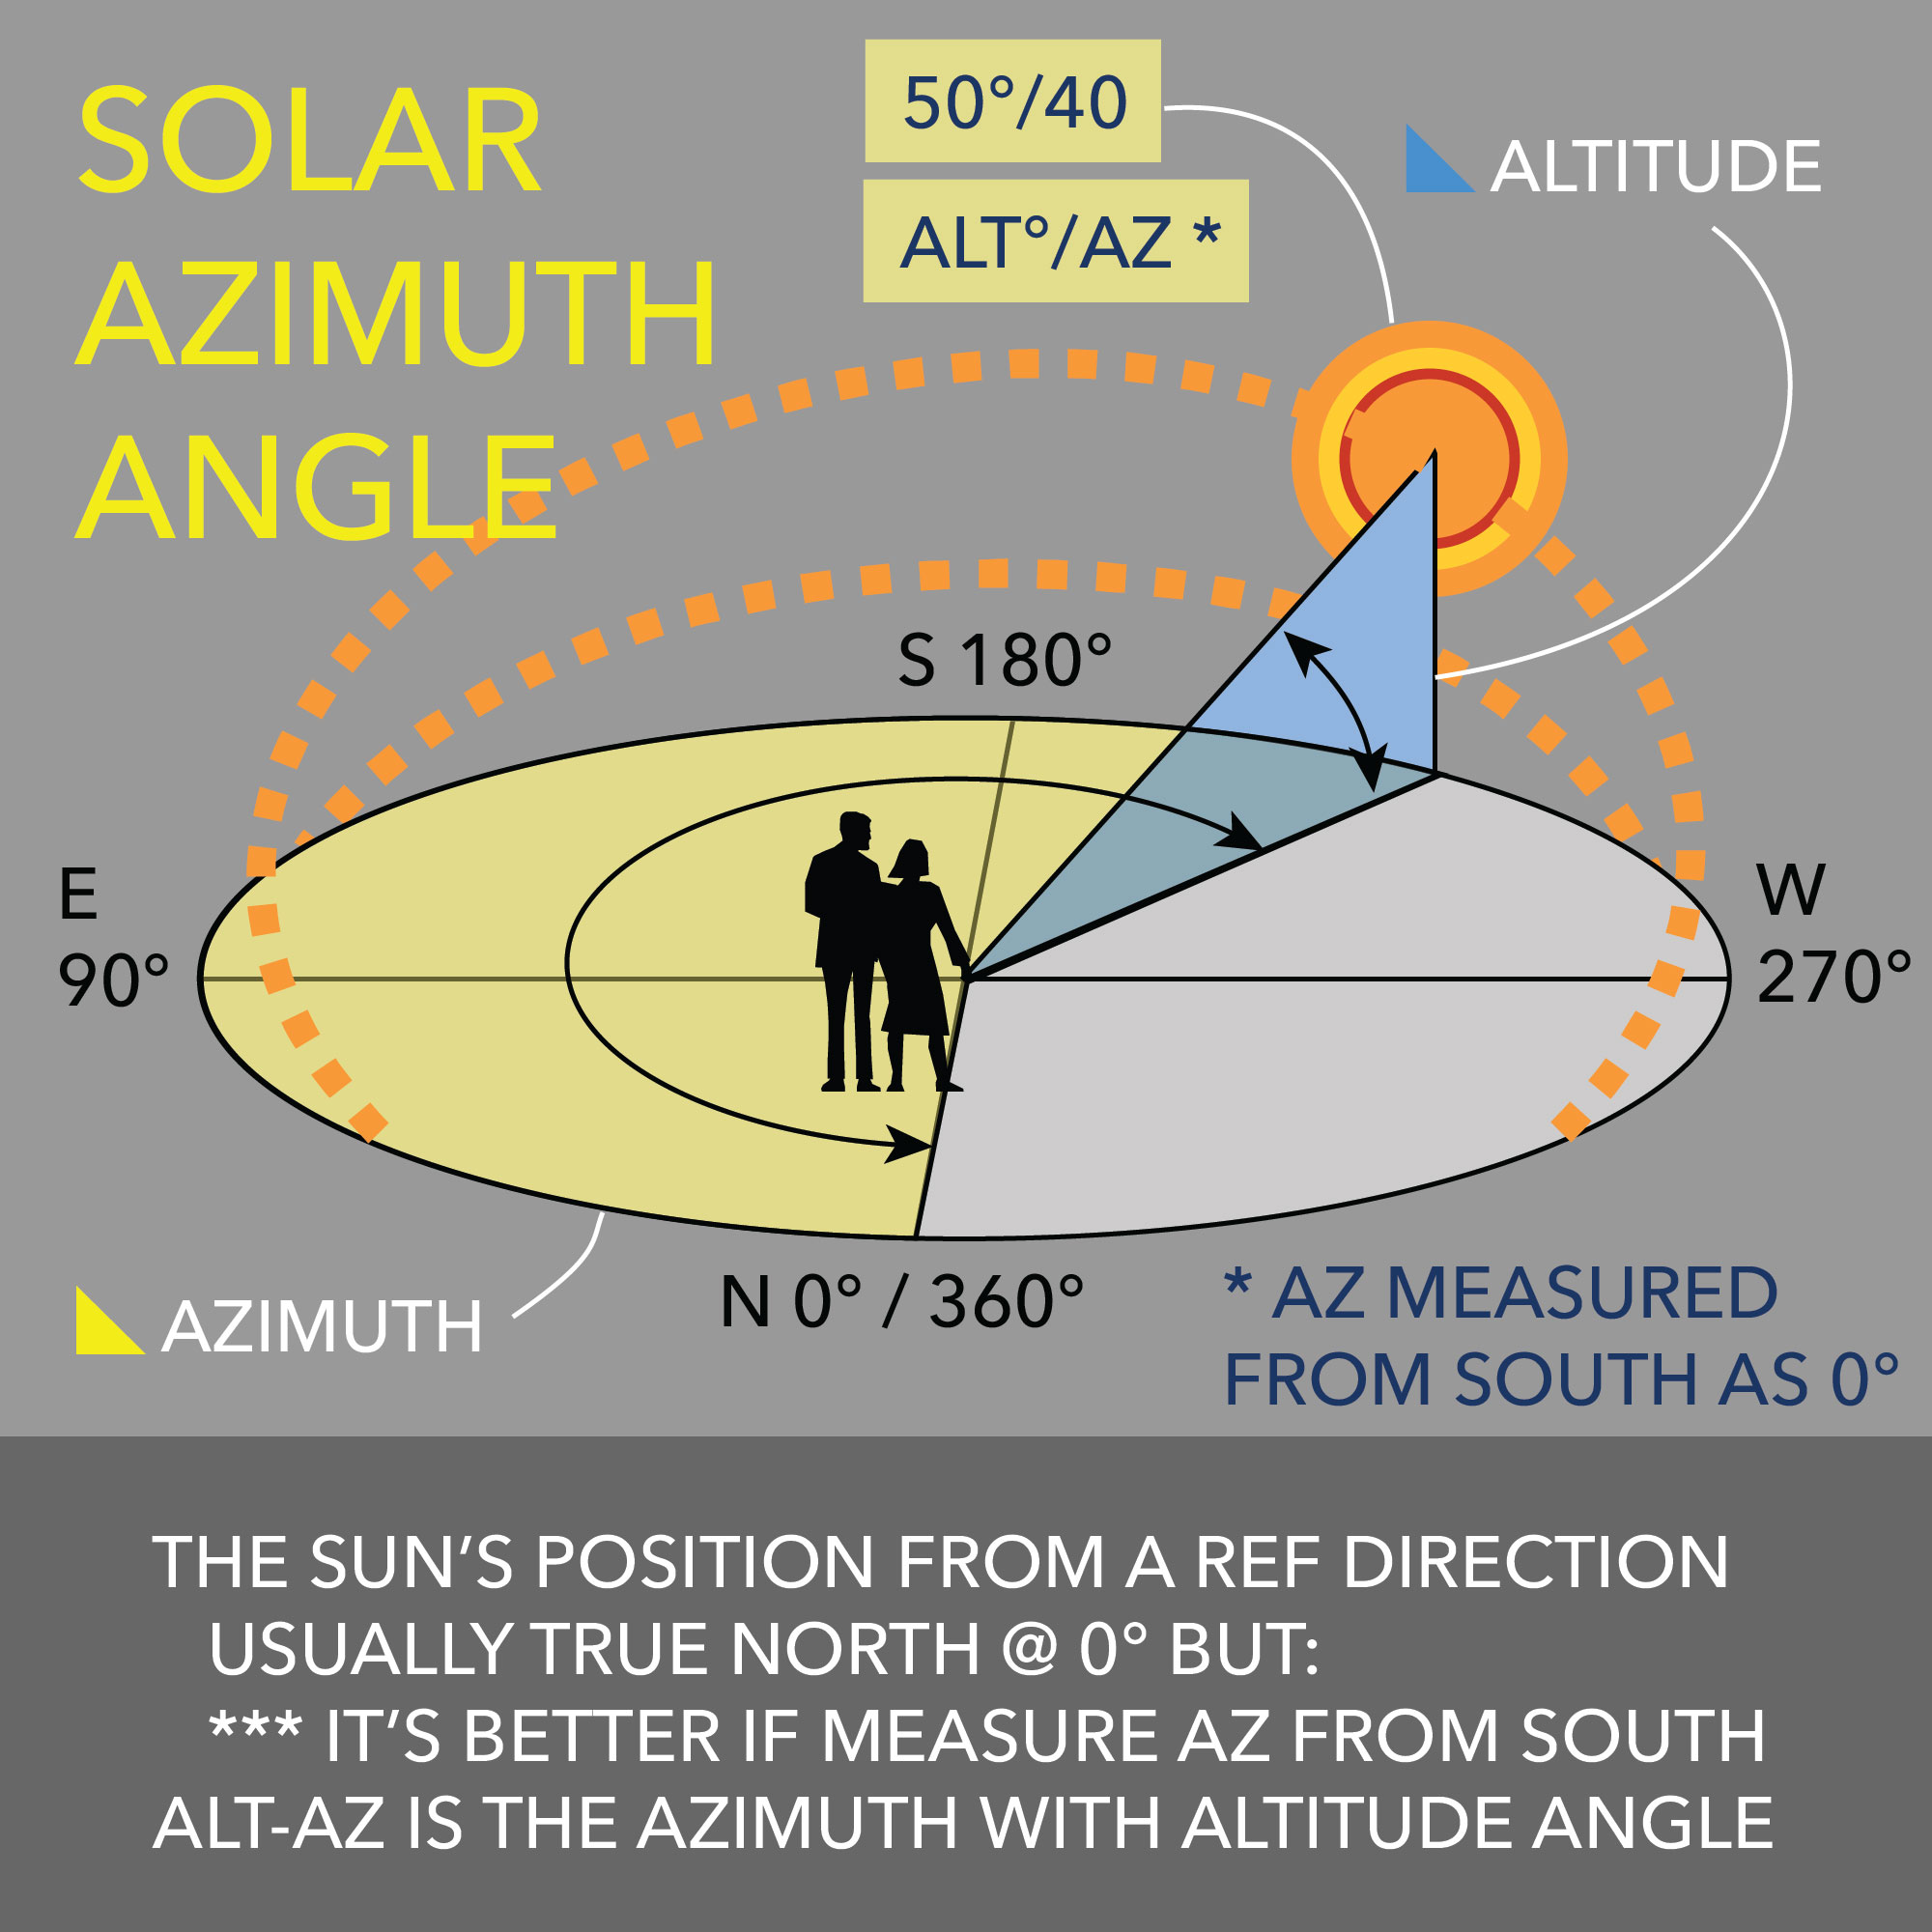 SOLAR
AZIMUTH
ANGLE
50°/40
ALT°/AZ *
ALTITUDE
S 180°
E
90°
W
270°
N 0° / 360°
AZIMUTH
* AZ MEASURED
FROM SOUTH AS 0°
THE SUN'S POSITION FROM A REF DIRECTION
USUALLY TRUE NORTH @ 0° BUT:
*** IT'S BETTER IF MEASURE AZ FROM SOUTH
ALT-AZ IS THE AZIMUTH WITH ALTITUDE ANGLE